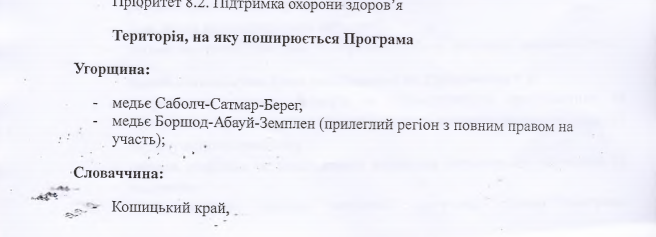 Пріоритет 8.2. Підтримка охорони здоров’я
Територія, на яку поширюється Програма
Угорщина:
- медьє Саболч-Сатмар-Берег,
- медьє Боршод-Абауй-Земплен (прилеглий регіон з повним правом на
участь);
Словаччина:
- Кошицький край,